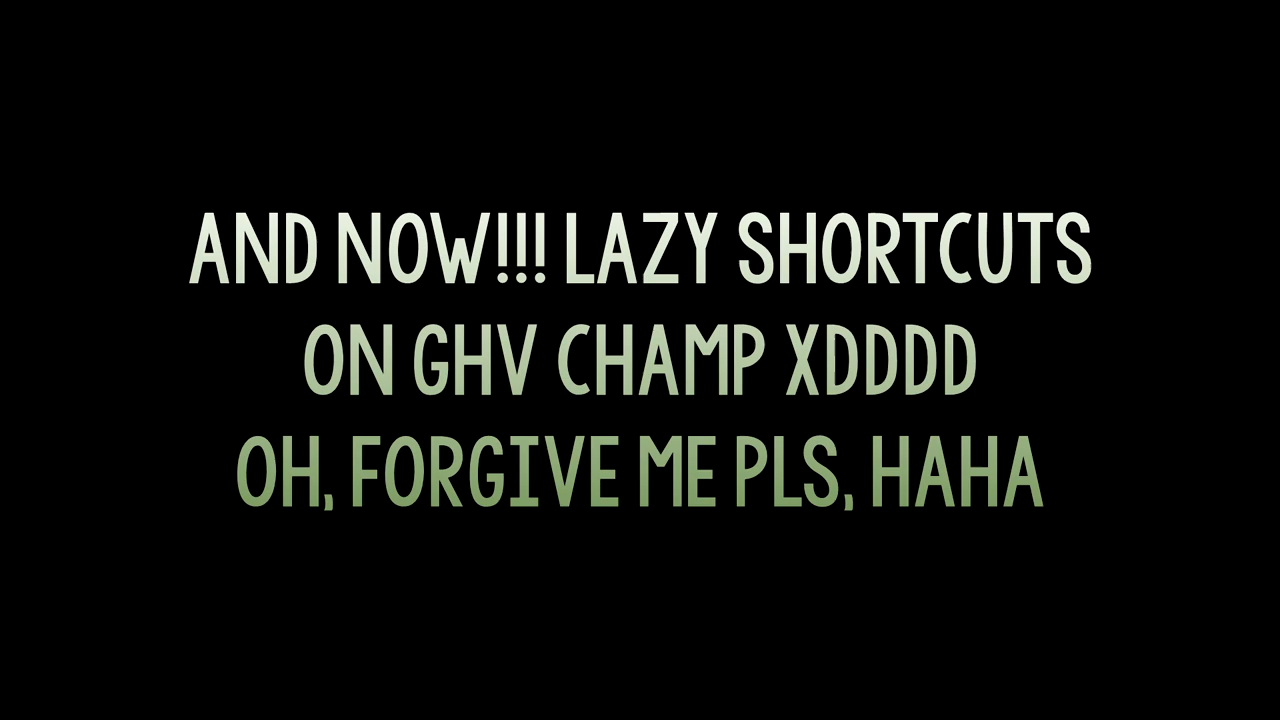 AND NOW!!! LAZY SHORTCUTS
ON GHV CHAMP XDDDD
OH, FORGIVE ME PLS, HAHA